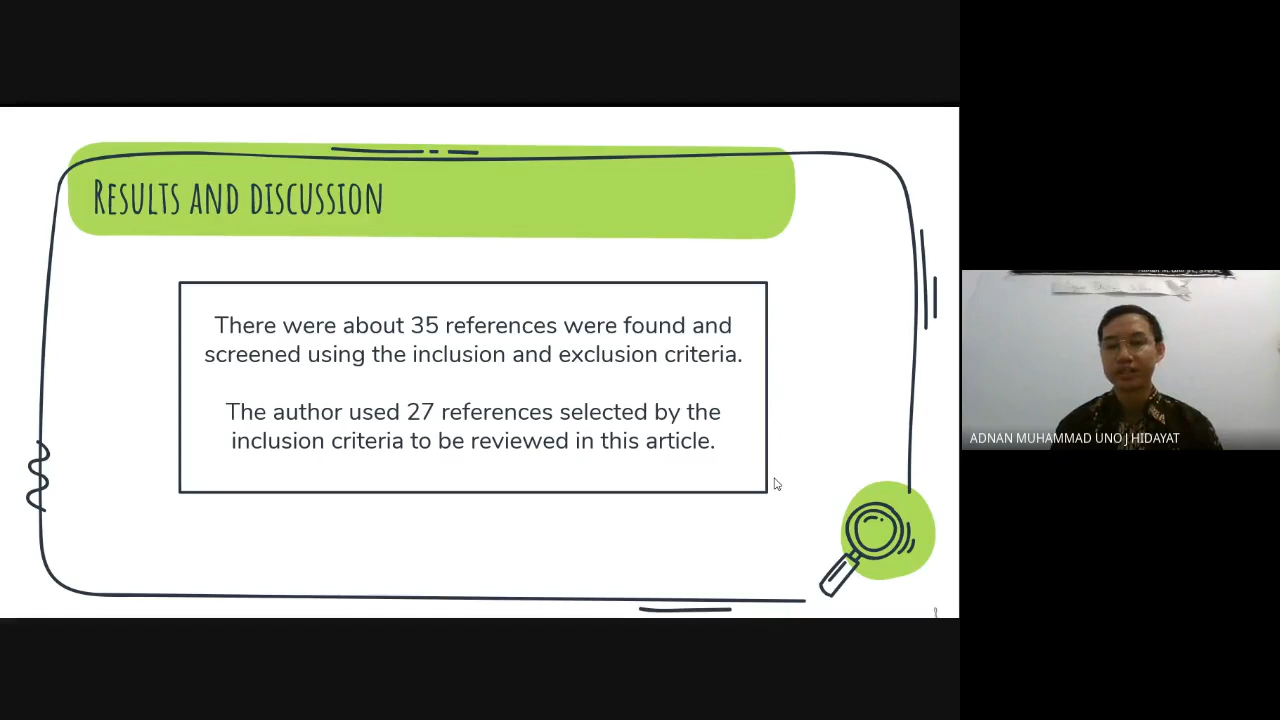 Results and discussion
There were about 35 references were found and
screened using the inclusion and exclusion criteria.
The author used 27 references selected by the
inclusion criteria to be reviewed in this article.
ADNAN MUHAMMAD UNO J HIDAYAT